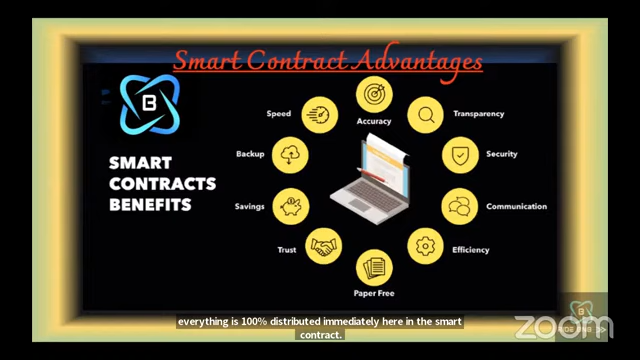 Smart Contract Advantages
B
SMART
CONTRACTS
BENEFITS
Accuracy
Speed
Transparency
Backup
Security
Savings
Communication
Trust
Efficiency
Paper Free
everything is 100% distributed immediately here in the smart
contract.
zoom